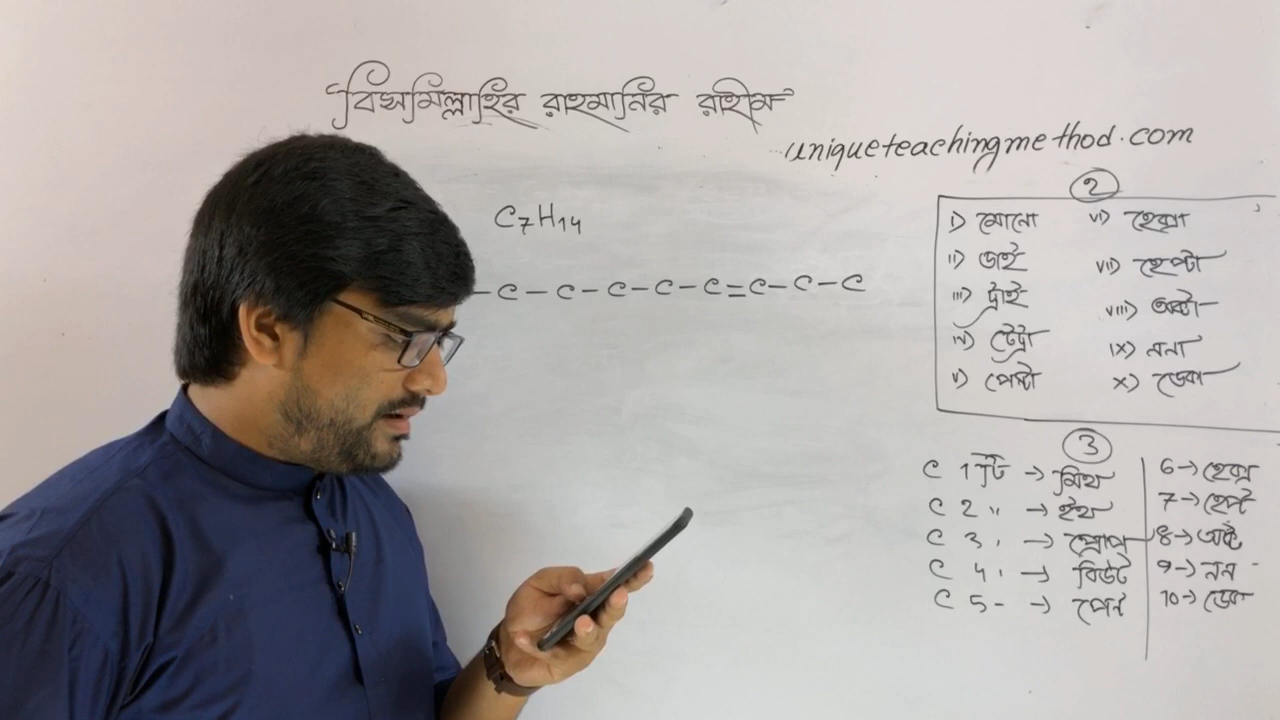 বিসমিল্লাহির রাহমানির রাহীম
uniqueteachingmethod.com
C7H14
– C – C – C – C – C = C – C – C
2
i) মোনো
ii) ডাই
iii) ট্রাই
iv) টেট্রা
v) পেন্টা
vi) হেক্সা
vii) হেপ্টা
viii) অক্টা
ix) ননা
x) ডেকা
3
C 1 টি → মিথ
C 2 " → ইথ
C 3 , → প্রোপ
C 4 , → বিউট
C 5 - → পেন্ট
6 → হেক্স
7 → হেপ্ট
8 → অক্ট
9 → নন
10 → ডেক